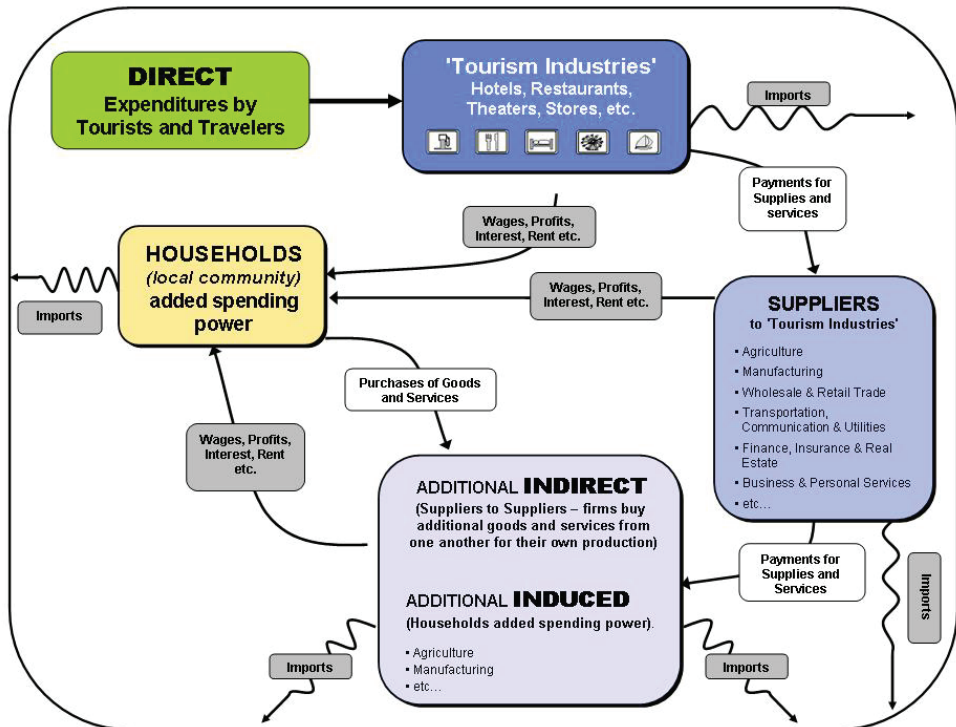 DIRECT
Expenditures by
Tourists and Travelers
'Tourism Industries'
Hotels, Restaurants,
Theaters, Stores, etc.
Imports
Payments for
Supplies and
services
Wages, Profits,
Interest, Rent etc.
HOUSEHOLDS
(local community)
added spending
power
Imports
Wages, Profits,
Interest, Rent etc.
SUPPLIERS
to 'Tourism Industries'
▪ Agriculture
▪ Manufacturing
▪ Wholesale & Retail Trade
▪ Transportation,
Communication & Utilities
▪ Finance, Insurance & Real
Estate
▪ Business & Personal Services
▪ etc...
Purchases of Goods
and Services
Wages, Profits,
Interest, Rent
etc.
ADDITIONAL INDIRECT
(Suppliers to Suppliers – firms buy
additional goods and services from
one another for their own production)
ADDITIONAL INDUCED
(Households added spending power).
▪ Agriculture
▪ Manufacturing
▪ etc...
Payments for
Supplies and
Services
Imports
Imports
Imports